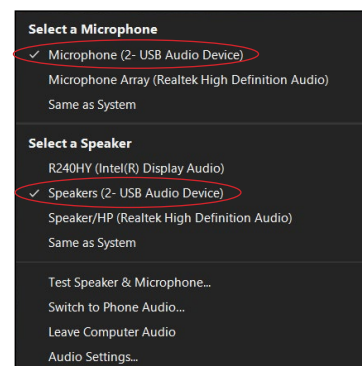 Select a Microphone
✓ Microphone (2- USB Audio Device)
Microphone Array (Realtek High Definition Audio)
Same as System
Select a Speaker
R240HY (Intel(R) Display Audio)
✓ Speakers (2- USB Audio Device)
Speaker/HP (Realtek High Definition Audio)
Same as System
Test Speaker & Microphone...
Switch to Phone Audio...
Leave Computer Audio
Audio Settings...